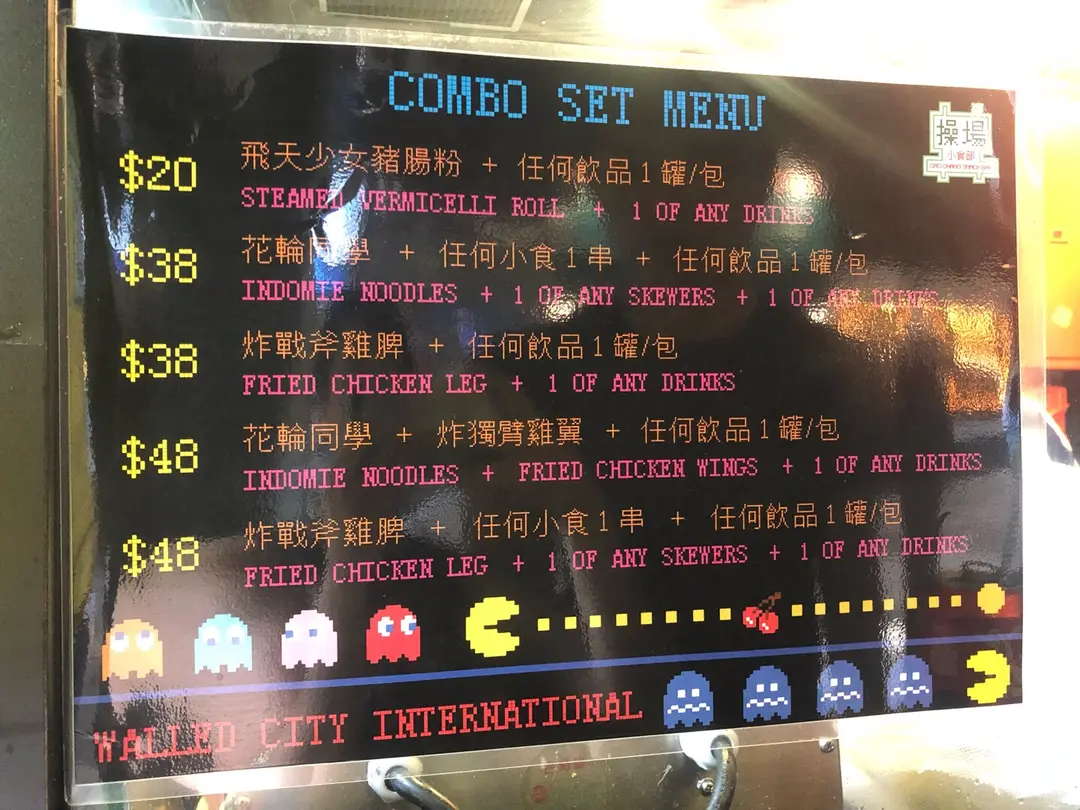 COMBO SET MENU
操場
小食部
$20
飛天少女豬腸粉 + 任何飲品1罐/包
STEAMED VERMICELLI ROLL + 1 OF ANY DRINKS
$38
花輪同學 + 任何小食1串 + 任何飲品1罐/包
INDOMIE NOODLES + 1 OF ANY SKEWERS + 1 OF ANY DRINKS
$38
炸戰斧雞脾 + 任何飲品1罐/包
FRIED CHICKEN LEG + 1 OF ANY DRINKS
$48
花輪同學 + 炸獨臂雞翼 + 任何飲品1罐/包
INDOMIE NOODLES + FRIED CHICKEN WINGS + 1 OF ANY DRINKS
$48
炸戰斧雞脾 + 任何小食1串 + 任何飲品1罐/包
FRIED CHICKEN LEG + 1 OF ANY SKEWERS + 1 OF ANY DRINKS
WALLED CITY INTERNATIONAL